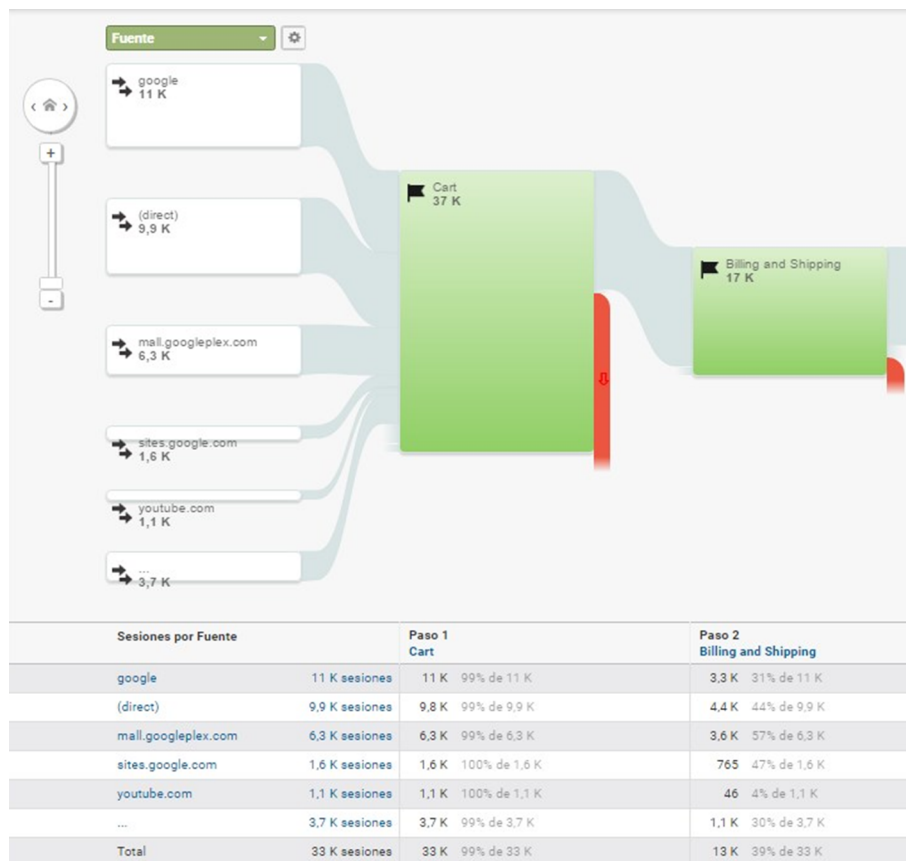 Fuente
google
11 K
(direct)
9,9 K
mall.googleplex.com
6,3 K
sites.google.com
1,6 K
youtube.com
1,1 K
...
3,7 K
Cart
37 K
Billing and Shipping
17 K
+
-
Sesiones por Fuente Paso 1 Paso 2
Cart Billing and Shipping
google 11 K sesiones 11 K 99% de 11 K 3,3 K 31% de 11 K
(direct) 9,9 K sesiones 9,8 K 99% de 9,9 K 4,4 K 44% de 9,9 K
mall.googleplex.com 6,3 K sesiones 6,3 K 99% de 6,3 K 3,6 K 57% de 6,3 K
sites.google.com 1,6 K sesiones 1,6 K 100% de 1,6 K 765 47% de 1,6 K
youtube.com 1,1 K sesiones 1,1 K 100% de 1,1 K 46 4% de 1,1 K
... 3,7 K sesiones 3,7 K 99% de 3,7 K 1,1 K 30% de 3,7 K
Total 33 K sesiones 33 K 99% de 33 K 13 K 39% de 33 K